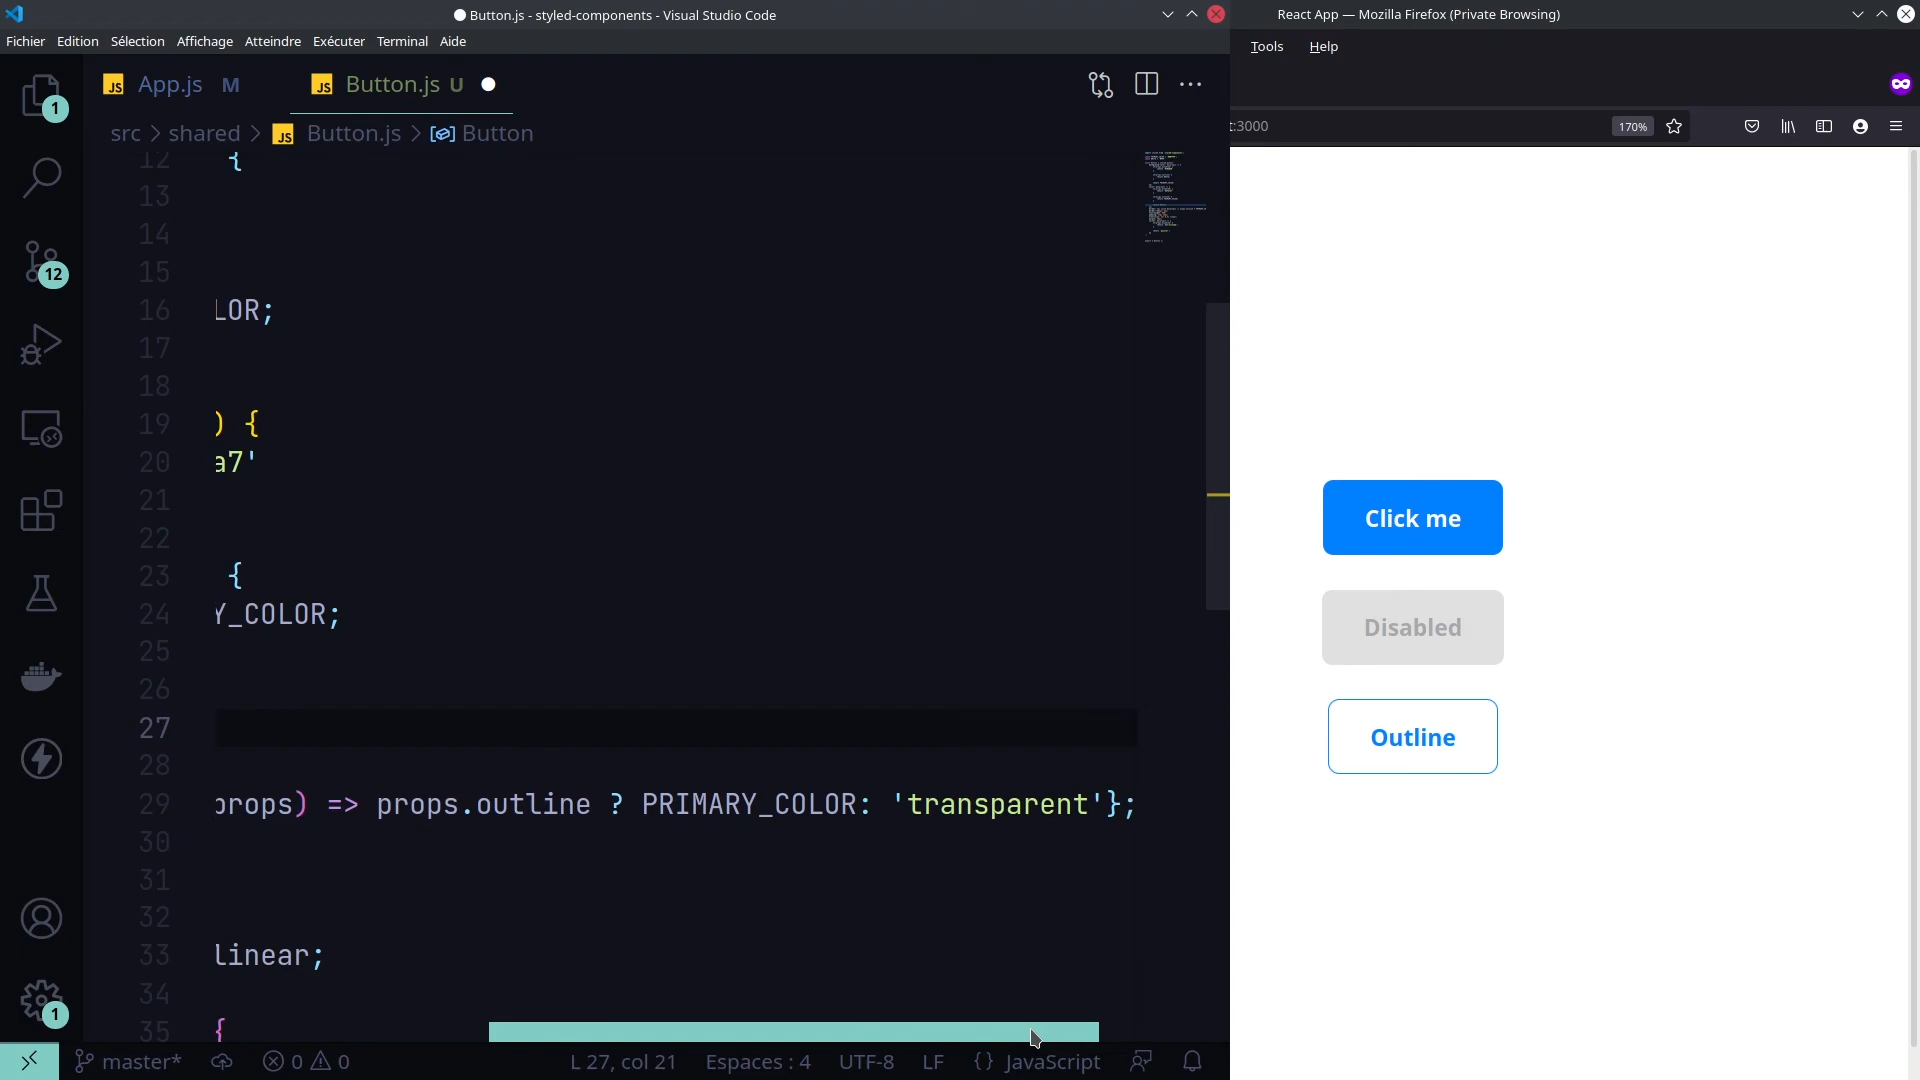 Button.js - styled-components - Visual Studio Code
Fichier Edition Sélection Affichage Atteindre Exécuter Terminal Aide
JS App.js M
JS Button.js U
src > shared > JS Button.js > Button
12 {
13
14
15
16 LOR;
17
18
19 ) {
20 a7'
21
22
23 {
24 Y_COLOR;
25
26
27
28
29 props) => props.outline ? PRIMARY_COLOR: 'transparent'};
30
31
32
33 linear;
34
35 {
1
12
1
master* 0 0 L 27, col 21 Espaces : 4 UTF-8 LF {} JavaScript
React App — Mozilla Firefox (Private Browsing)
Tools Help
t:3000 170%
Click me
Disabled
Outline